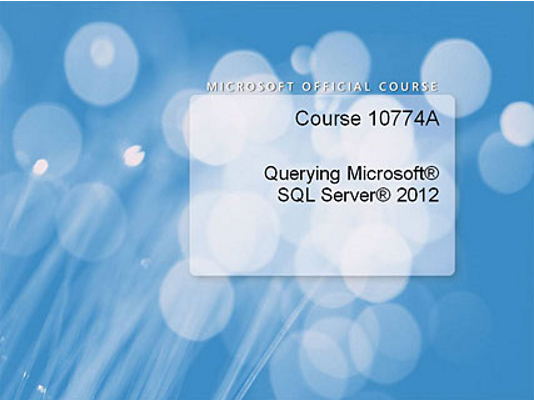 MICROSOFT OFFICIAL COURSE
Course 10774A
Querying Microsoft®
SQL Server® 2012